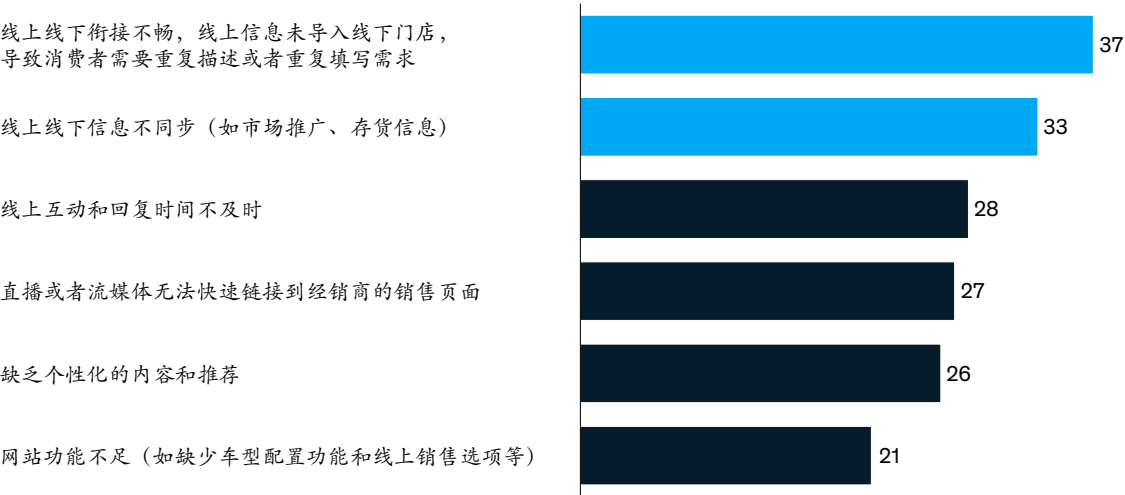 线上线下衔接不畅，线上信息未导入线下门店，
导致消费者需要重复描述或者重复填写需求
37
线上线下信息不同步（如市场推广、存货信息）
33
线上互动和回复时间不及时
28
直播或者流媒体无法快速链接到经销商的销售页面
27
缺乏个性化的内容和推荐
26
网站功能不足（如缺少车型配置功能和线上销售选项等）
21